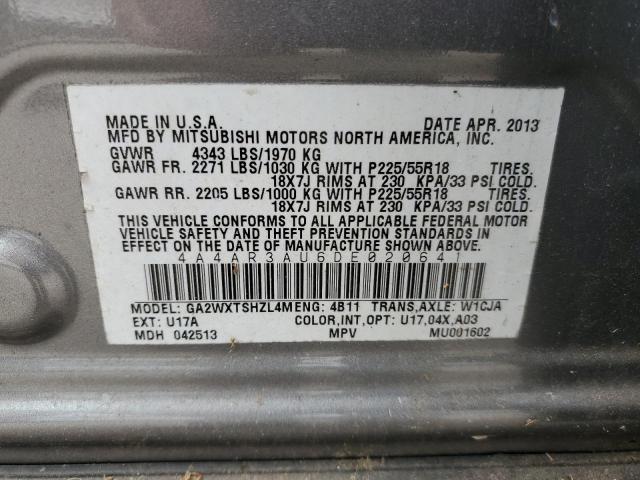 MADE IN U.S.A. DATE APR. 2013
MFD BY MITSUBISHI MOTORS NORTH AMERICA, INC.
GVWR 4343 LBS/1970 KG
GAWR FR. 2271 LBS/1030 KG WITH P225/55R18 TIRES.
18X7J RIMS AT 230 KPA/33 PSI COLD.
GAWR RR. 2205 LBS/1000 KG WITH P225/55R18 TIRES.
18X7J RIMS AT 230 KPA/33 PSI COLD.
THIS VEHICLE CONFORMS TO ALL APPLICABLE FEDERAL MOTOR
VEHICLE SAFETY AND THEFT PREVENTION STANDARDS IN
EFFECT ON THE DATE OF MANUFACTURE SHOWN ABOVE.
4A4AR3AU6DE020641
MODEL: GA2WXTSHZL4M ENG: 4B11 TRANS,AXLE: W1CJA
EXT: U17A COLOR,INT,OPT: U17,04X,A03
MDH 042513 MPV MU001602